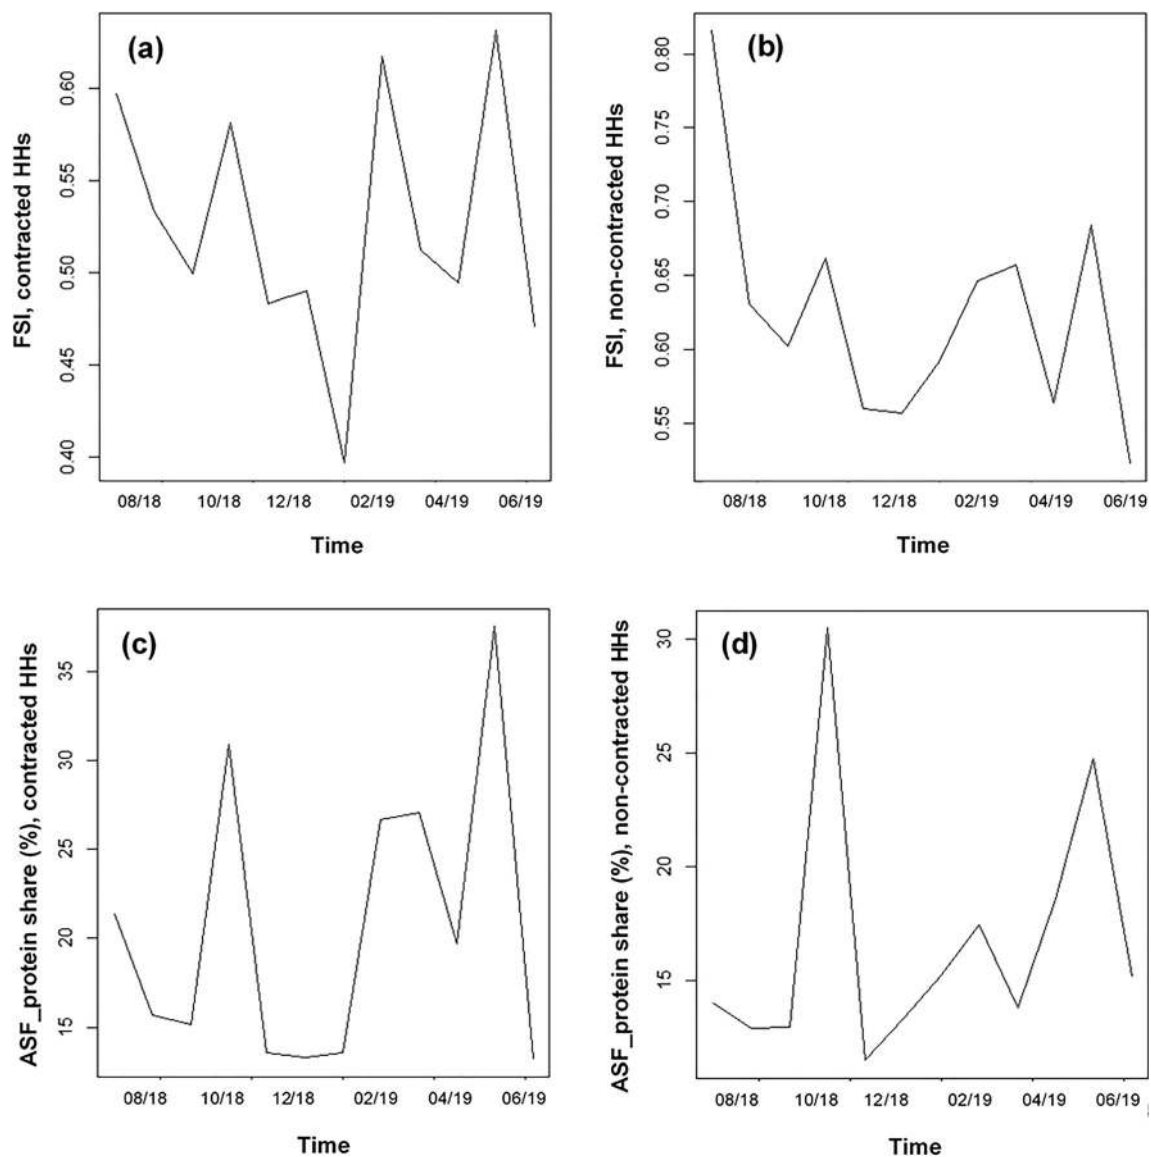 (a)
FSI, contracted HHs
0.60
0.55
0.50
0.45
0.40
08/18 10/18 12/18 02/19 04/19 06/19
Time
(b)
FSI, non-contracted HHs
0.80
0.75
0.70
0.65
0.60
0.55
08/18 10/18 12/18 02/19 04/19 06/19
Time
(c)
ASF_protein share (%), contracted HHs
35
30
25
20
15
08/18 10/18 12/18 02/19 04/19 06/19
Time
(d)
ASF_protein share (%), non-contracted HHs
30
25
20
15
08/18 10/18 12/18 02/19 04/19 06/19
Time